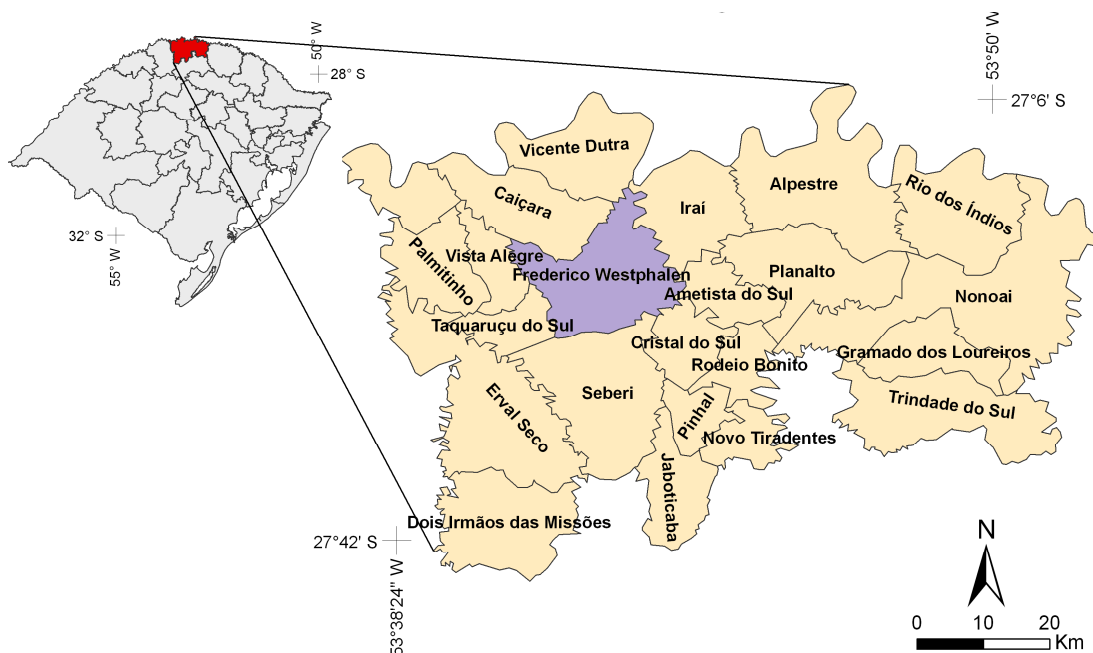 50° W
28° S
32° S
55° W
53°50' W
27°6' S
Vicente Dutra
Alpestre
Rio dos Índios
Caiçara
Iraí
Palmitinho
Vista Alegre
Frederico Westphalen
Planalto
Ametista do Sul
Nonoai
Taquaruçu do Sul
Cristal do Sul
Gramado dos Loureiros
Rodeio Bonito
Seberi
Erval Seco
Pinhal
Trindade do Sul
Novo Tiradentes
Jaboticaba
Dois Irmãos das Missões
27°42' S
53°38'24" W
N
0 10 20
Km